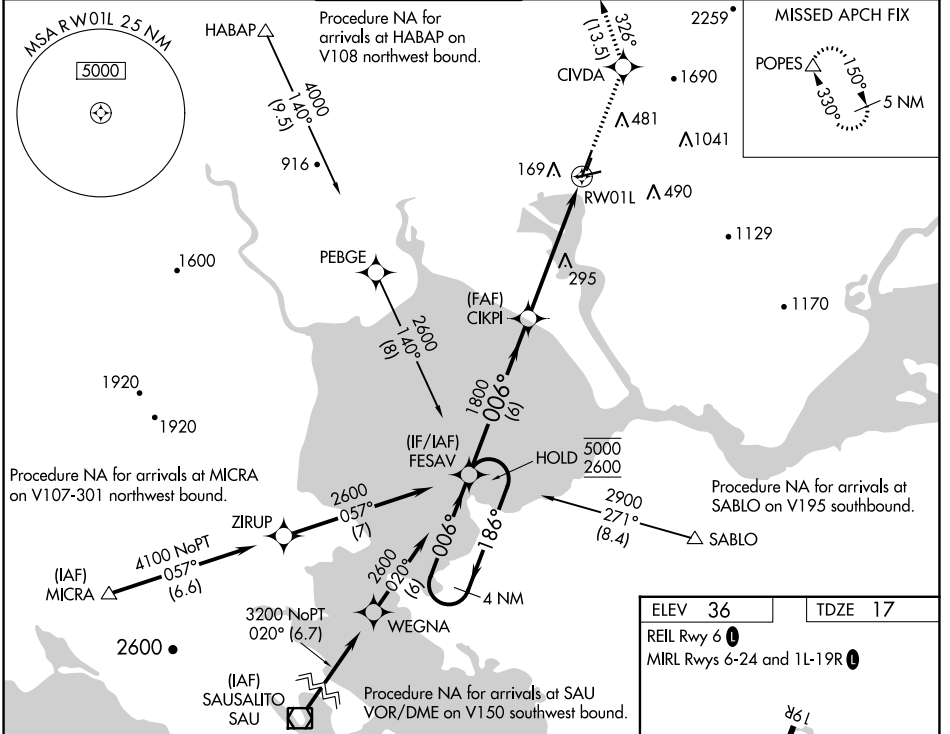 MSA RW01L 25 NM
5000
HABAP
4000
140°
(9.5)
Procedure NA for
arrivals at HABAP on
V108 northwest bound.
326°
(13.5)
CIVDA
2259
1690
481
1041
MISSED APCH FIX
POPES
150°
330°
5 NM
916
169
RW01L
490
1600
PEBGE
2600
140°
(8)
295
1129
1170
(FAF)
CIKPI
1800
006°
(6)
1920
1920
(IF/IAF)
FESAV
HOLD
5000
2600
Procedure NA for arrivals at MICRA
on V107-301 northwest bound.
Procedure NA for arrivals at
SABLO on V195 southbound.
ZIRUP
2600
057°
(7)
2900
271°
(8.4)
SABLO
4100 NoPT
057°
(6.6)
(IAF)
MICRA
2600
020°
(6)
006°
186°
4 NM
WEGNA
3200 NoPT
020° (6.7)
2600
(IAF)
SAUSALITO
SAU
Procedure NA for arrivals at SAU
VOR/DME on V150 southwest bound.
ELEV 36
TDZE 17
REIL Rwy 6 L
MIRL Rwys 6-24 and 1L-19R L
19R